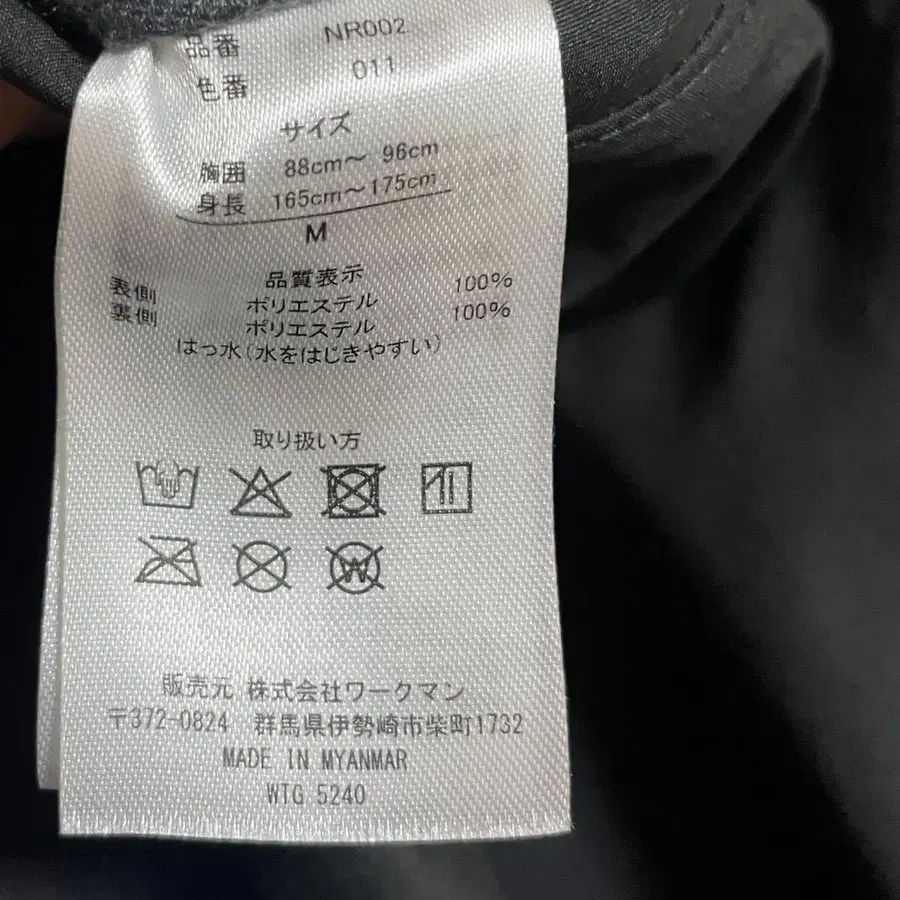 品番 NR002
色番 011
サイズ
胸囲 88cm～ 96cm
身長 165cm～175cm
M
品質表示
表側 ポリエステル 100%
裏側 ポリエステル 100%
はっ水(水をはじきやすい)
取り扱い方
W
販売元 株式会社ワークマン
〒372-0824 群馬県伊勢崎市柴町1732
MADE IN MYANMAR
WTG 5240